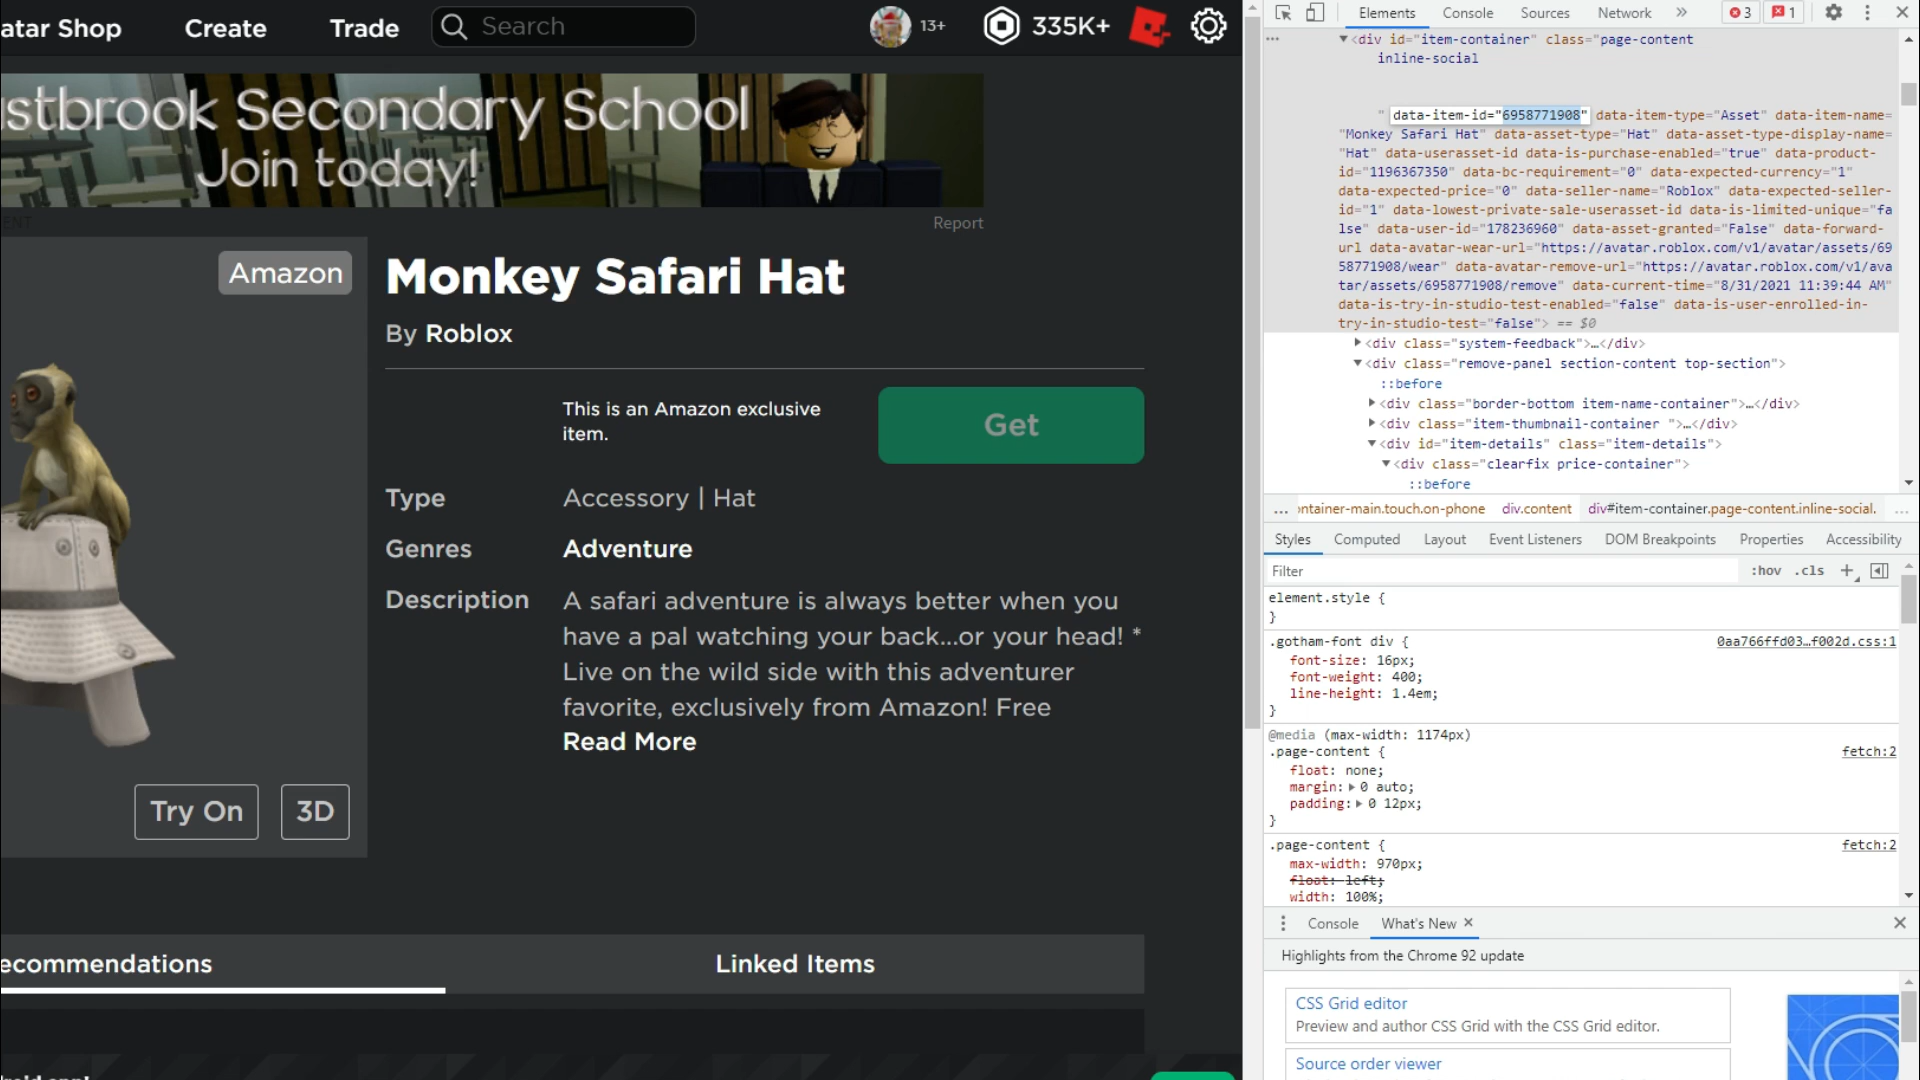 atar Shop
Create
Trade
Search
13+
335K+
stbrook Secondary School
Join today!
Report
Amazon
Monkey Safari Hat
By Roblox
This is an Amazon exclusive
item.
Get
Type
Accessory | Hat
Genres
Adventure
Description
A safari adventure is always better when you
have a pal watching your back...or your head! *
Live on the wild side with this adventurer
favorite, exclusively from Amazon! Free
Read More
Try On
3D
ecommendations
Linked Items
Elements
Console
Sources
Network
»
3
1
<div id="item-container" class="page-content
inline-social
" data-item-id="6958771908" data-item-type="Asset" data-item-name=
"Monkey Safari Hat" data-asset-type="Hat" data-asset-type-display-name=
"Hat" data-userasset-id data-is-purchase-enabled="true" data-product-
id="1196367350" data-bc-requirement="0" data-expected-currency="1"
data-expected-price="0" data-seller-name="Roblox" data-expected-seller-
id="1" data-lowest-private-sale-userasset-id data-is-limited-unique="fa
lse" data-user-id="178236960" data-asset-granted="False" data-forward-
url data-avatar-wear-url="https://avatar.roblox.com/v1/avatar/assets/69
58771908/wear" data-avatar-remove-url="https://avatar.roblox.com/v1/ava
tar/assets/6958771908/remove" data-current-time="8/31/2021 11:39:44 AM"
data-is-try-in-studio-test-enabled="false" data-is-user-enrolled-in-
try-in-studio-test="false"> == $0
<div class="system-feedback">…</div>
<div class="remove-panel section-content top-section">
::before
<div class="border-bottom item-name-container">…</div>
<div class="item-thumbnail-container ">…</div>
<div id="item-details" class="item-details">
<div class="clearfix price-container">
::before
... ontainer-main.touch.on-phone div.content div#item-container.page-content.inline-social. ...
Styles
Computed
Layout
Event Listeners
DOM Breakpoints
Properties
Accessibility
Filter
:hov .cls +
element.style {
}
.gotham-font div {
0aa766ffd03…f002d.css:1
font-size: 16px;
font-weight: 400;
line-height: 1.4em;
}
@media (max-width: 1174px)
.page-content {
fetch:2
float: none;
margin: 0 auto;
padding: 0 12px;
}
.page-content {
fetch:2
max-width: 970px;
float: left;
width: 100%;
Console
What's New
Highlights from the Chrome 92 update
CSS Grid editor
Preview and author CSS Grid with the CSS Grid editor.
Source order viewer